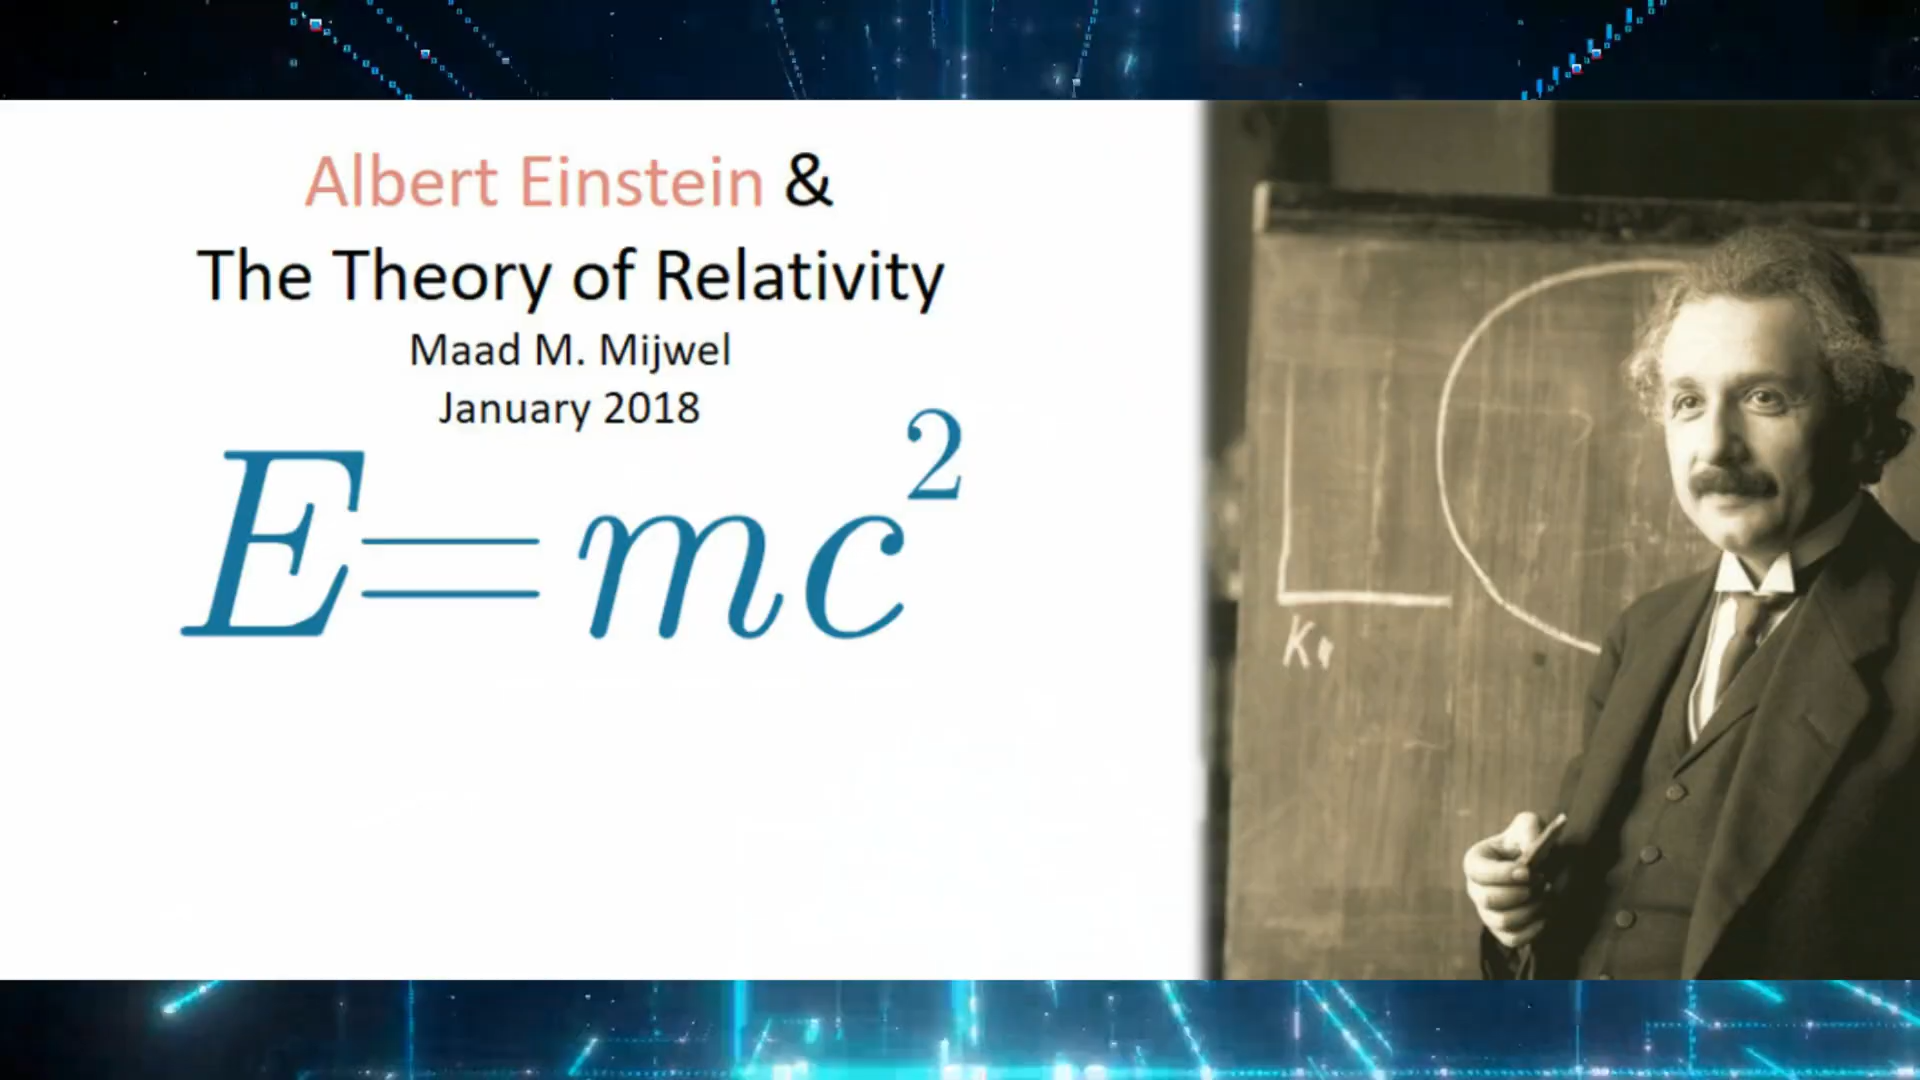 Albert Einstein &
The Theory of Relativity
Maad M. Mijwel
January 2018
E=mc²